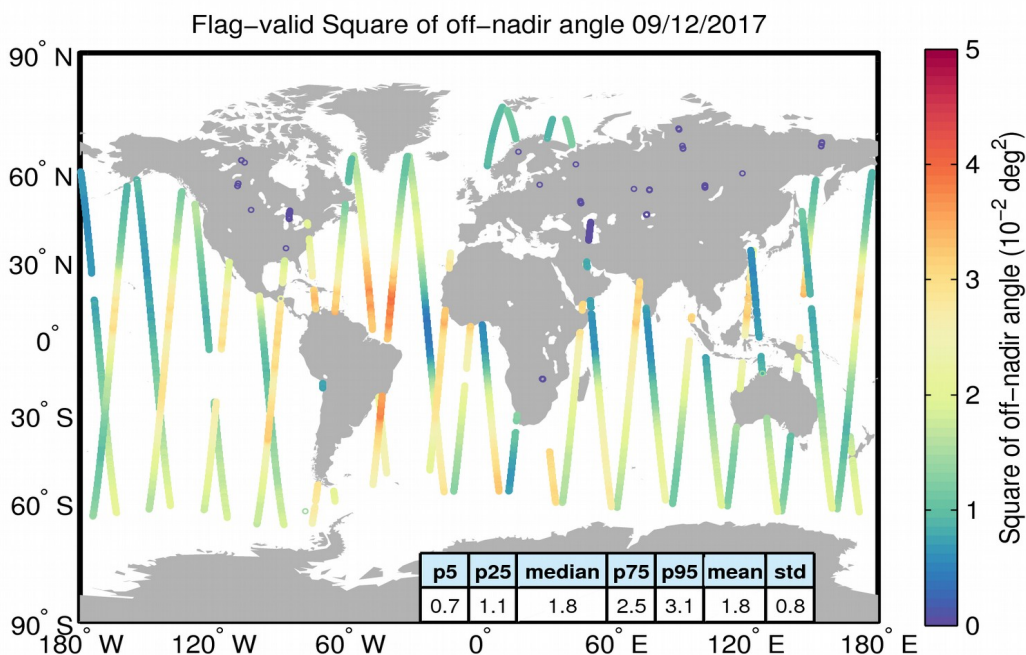 Flag−valid Square of off−nadir angle 09/12/2017
90° N
60° N
30° N
0°
30° S
60° S
90° S
180° W
120° W
60° W
0°
60° E
120° E
180° E
p5 p25 median p75 p95 mean std
0.7 1.1 1.8 2.5 3.1 1.8 0.8
5
4
3
2
1
0
Square of off−nadir angle (10⁻² deg²)